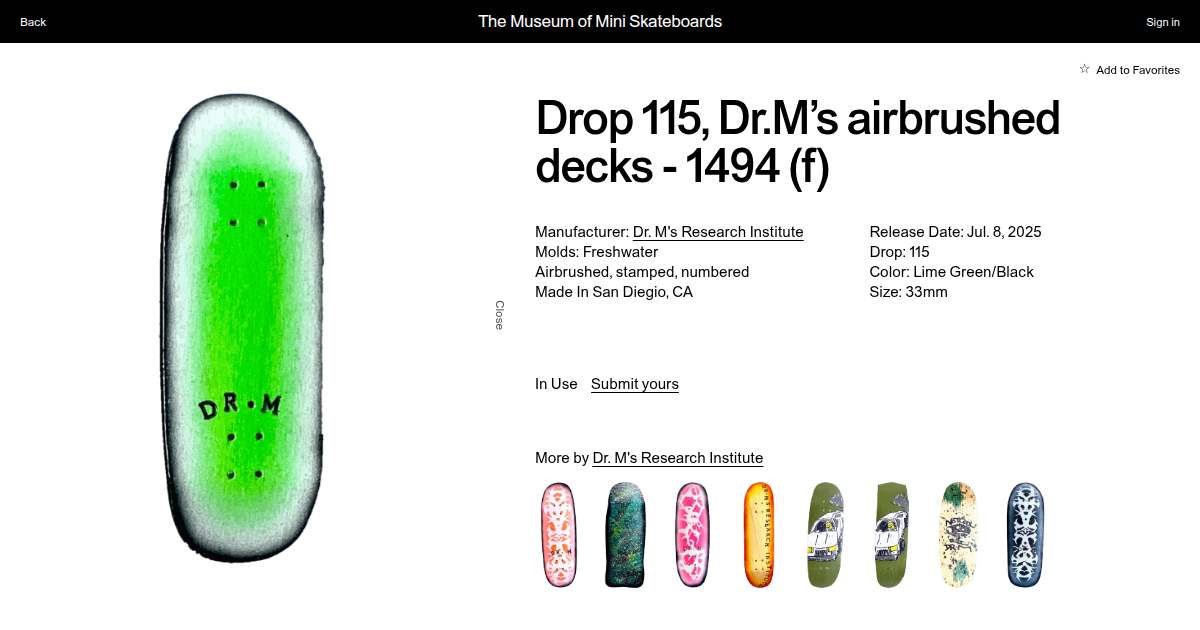 Back
The Museum of Mini Skateboards
Sign in
☆ Add to Favorites
Drop 115, Dr.M’s airbrushed
decks - 1494 (f)
Manufacturer: Dr. M's Research Institute
Molds: Freshwater
Airbrushed, stamped, numbered
Made In San Diegio, CA
Release Date: Jul. 8, 2025
Drop: 115
Color: Lime Green/Black
Size: 33mm
Close
DR•M
In Use Submit yours
More by Dr. M's Research Institute